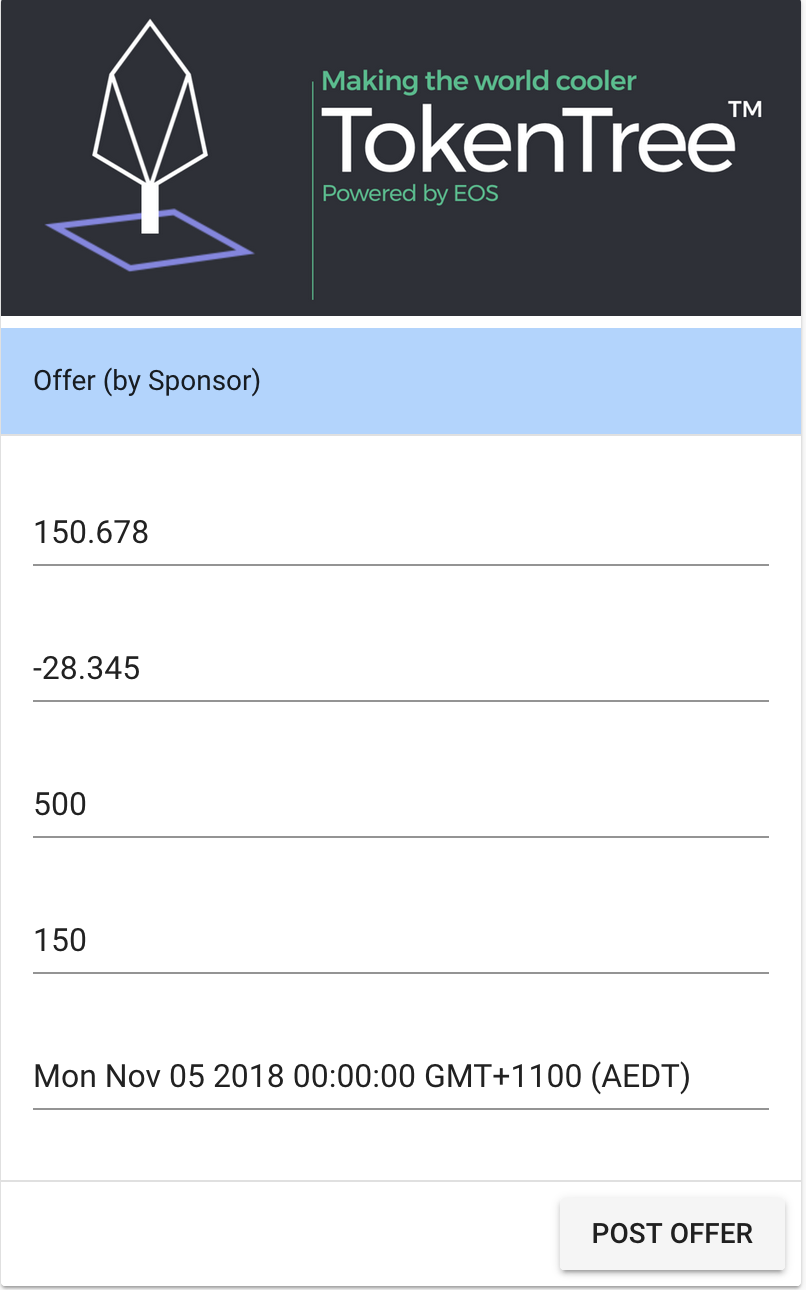 Making the world cooler
TokenTree™
Powered by EOS
Offer (by Sponsor)
150.678
-28.345
500
150
Mon Nov 05 2018 00:00:00 GMT+1100 (AEDT)
POST OFFER